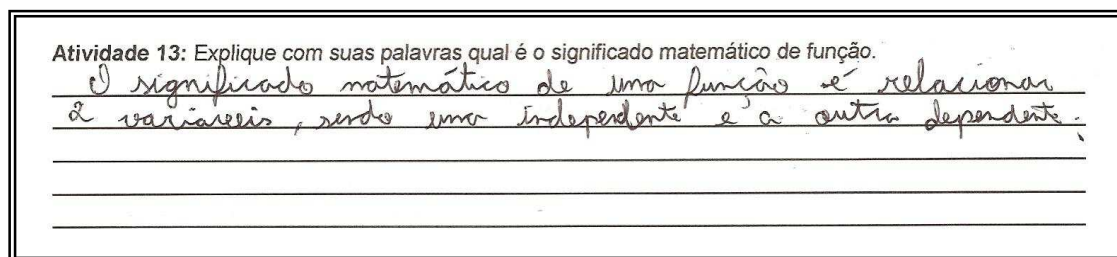 Atividade 13: Explique com suas palavras qual é o significado matemático de função.
O significado matemático de uma função é relacionar
2 variáveis, sendo uma independente e a outra dependente.